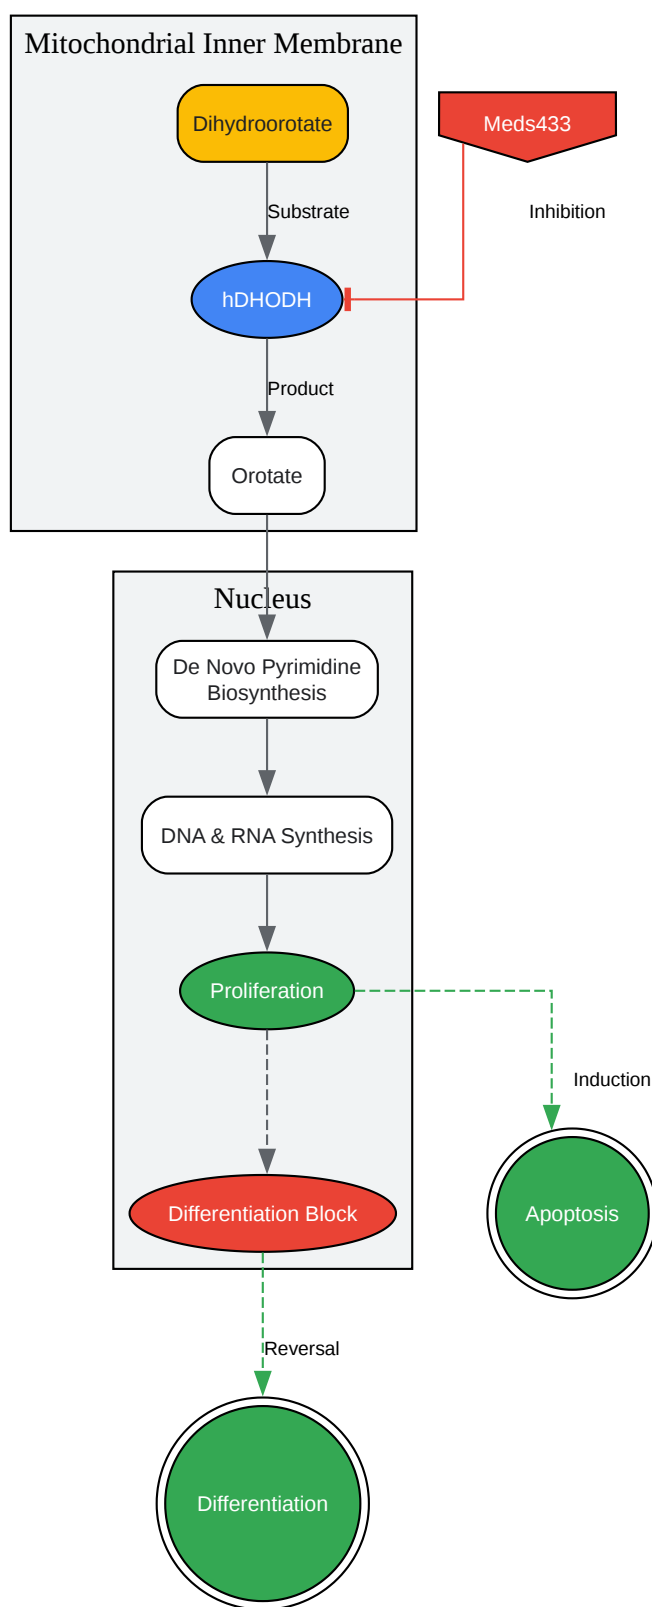 Mitochondrial Inner Membrane
Dihydroorotate
Meds433
Substrate
Inhibition
hDHODH
Product
Orotate
Nucleus
De Novo Pyrimidine
Biosynthesis
DNA & RNA Synthesis
Proliferation
Induction
Differentiation Block
Apoptosis
Reversal
Differentiation